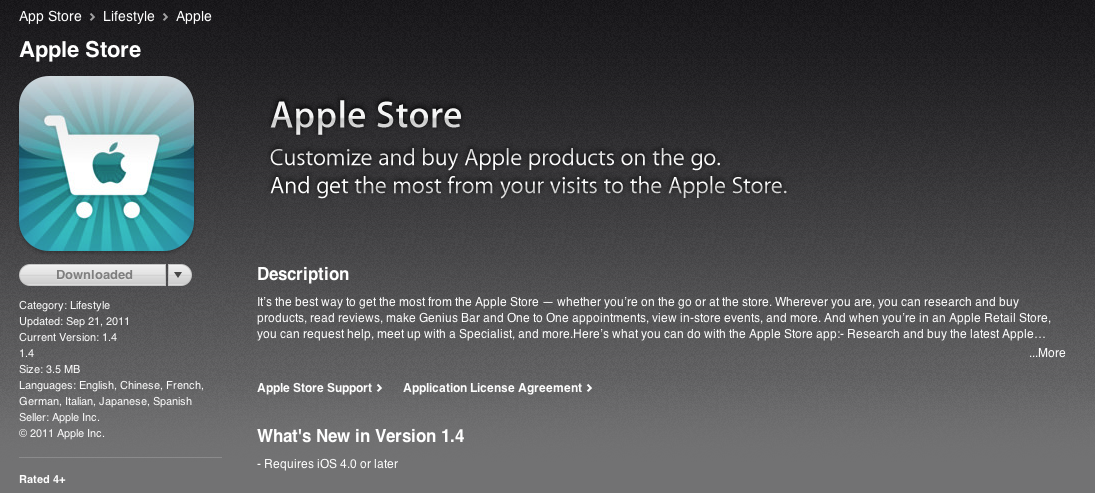 App Store > Lifestyle > Apple
Apple Store
Apple Store
Customize and buy Apple products on the go.
And get the most from your visits to the Apple Store.
Downloaded
Category: Lifestyle
Updated: Sep 21, 2011
Current Version: 1.4
1.4
Size: 3.5 MB
Languages: English, Chinese, French,
German, Italian, Japanese, Spanish
Seller: Apple Inc.
© 2011 Apple Inc.
Rated 4+
Description
It's the best way to get the most from the Apple Store — whether you're on the go or at the store. Wherever you are, you can research and buy
products, read reviews, make Genius Bar and One to One appointments, view in-store events, and more. And when you're in an Apple Retail Store,
you can request help, meet up with a Specialist, and more.Here's what you can do with the Apple Store app:- Research and buy the latest Apple…
...More
Apple Store Support > Application License Agreement >
What's New in Version 1.4
- Requires iOS 4.0 or later